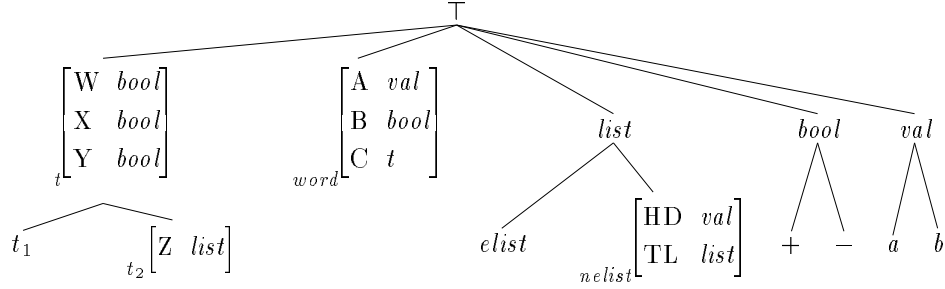 ⊤
W bool
X bool
Y bool
t
A val
B bool
C t
word
list
bool
val
t₁
Z list
t₂
elist
HD val
TL list
nelist
+
−
a
b